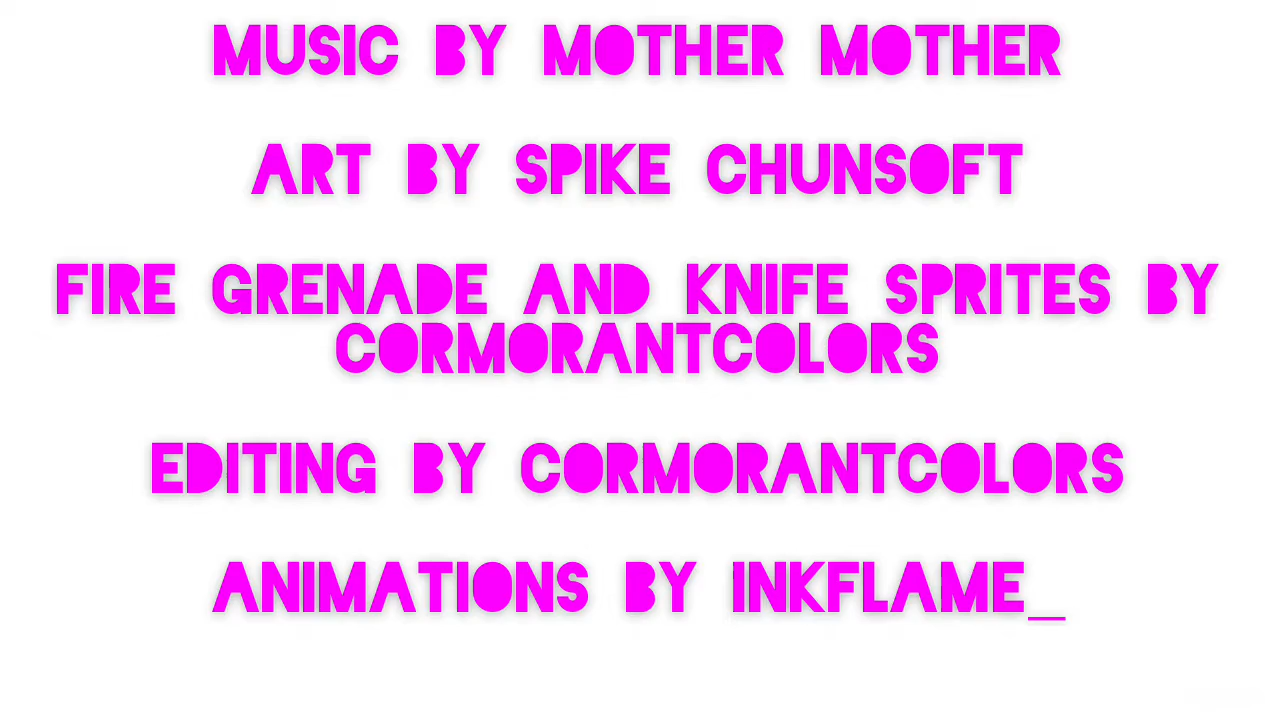 MUSIC BY MOTHER MOTHER
ART BY SPIKE CHUNSOFT
FIRE GRENADE AND KNIFE SPRITES BY
CORMORANTCOLORS
EDITING BY CORMORANTCOLORS
ANIMATIONS BY INKFLAME_